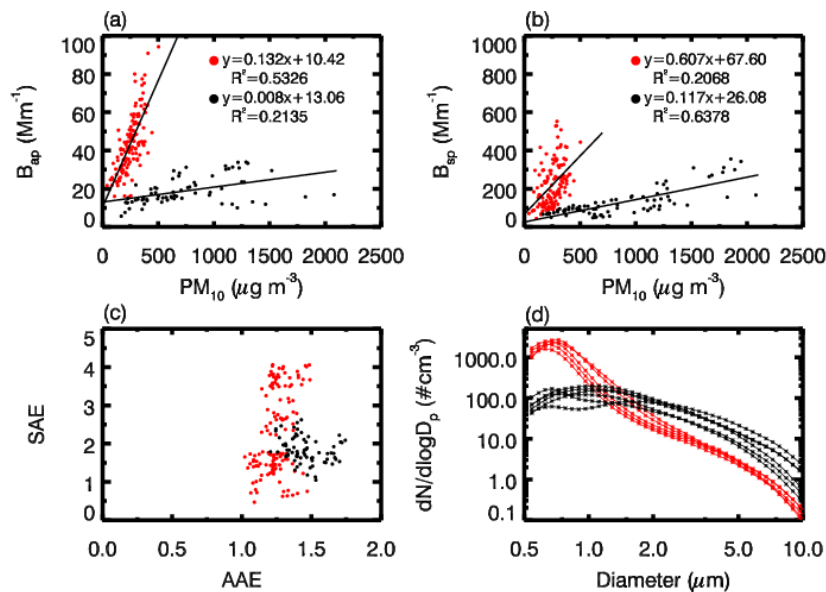 (a)
100
80
60
40
20
0
B_ap (Mm⁻¹)
y=0.132x+10.42
R²=0.5326
y=0.008x+13.06
R²=0.2135
0 500 1000 1500 2000 2500
PM₁₀ (μg m⁻³)
(b)
1000
800
600
400
200
0
B_sp (Mm⁻¹)
y=0.607x+67.60
R²=0.2068
y=0.117x+26.08
R²=0.6378
0 500 1000 1500 2000 2500
PM₁₀ (μg m⁻³)
(c)
5
4
3
2
1
0
SAE
0.0 0.5 1.0 1.5 2.0
AAE
(d)
1000.0
100.0
10.0
1.0
0.1
dN/dlogD_p (#cm⁻³)
0.5 1.0 2.0 5.0 10.0
Diameter (μm)